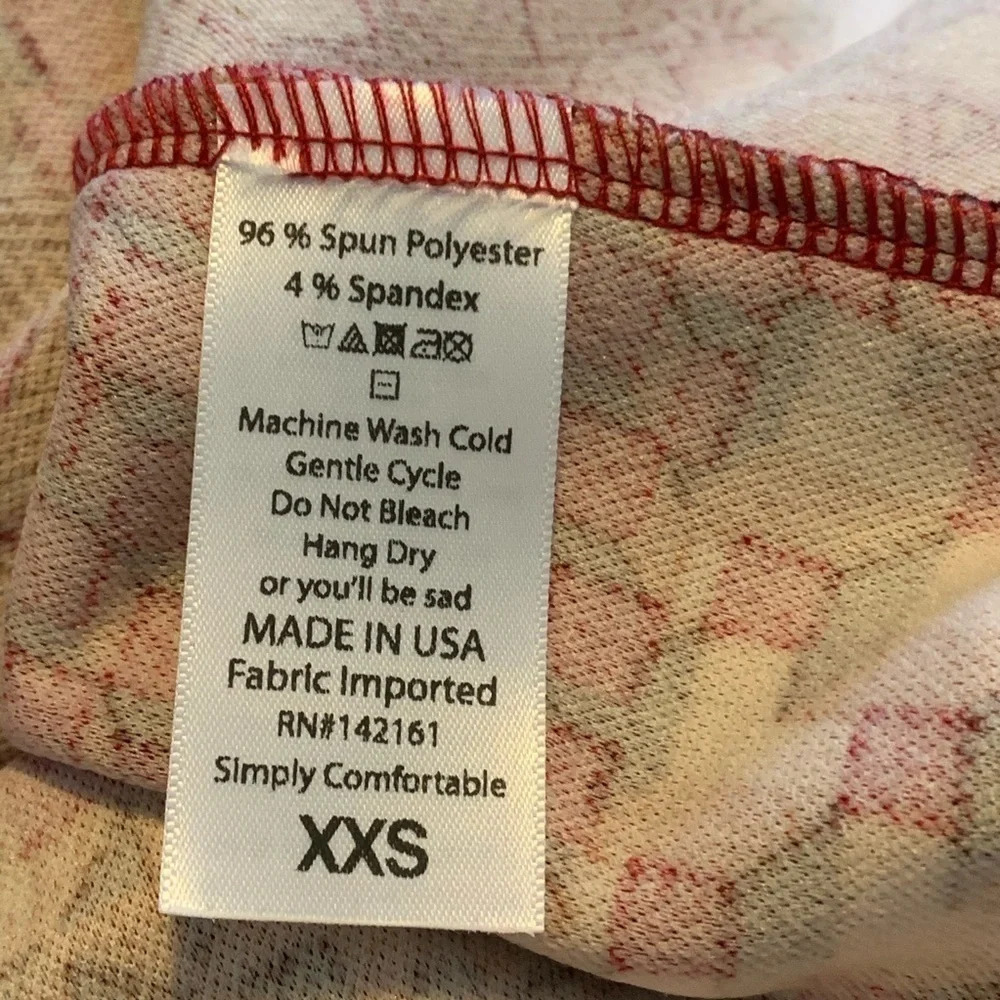 96 % Spun Polyester
4 % Spandex
Machine Wash Cold
Gentle Cycle
Do Not Bleach
Hang Dry
or you'll be sad
MADE IN USA
Fabric Imported
RN#142161
Simply Comfortable
XXS